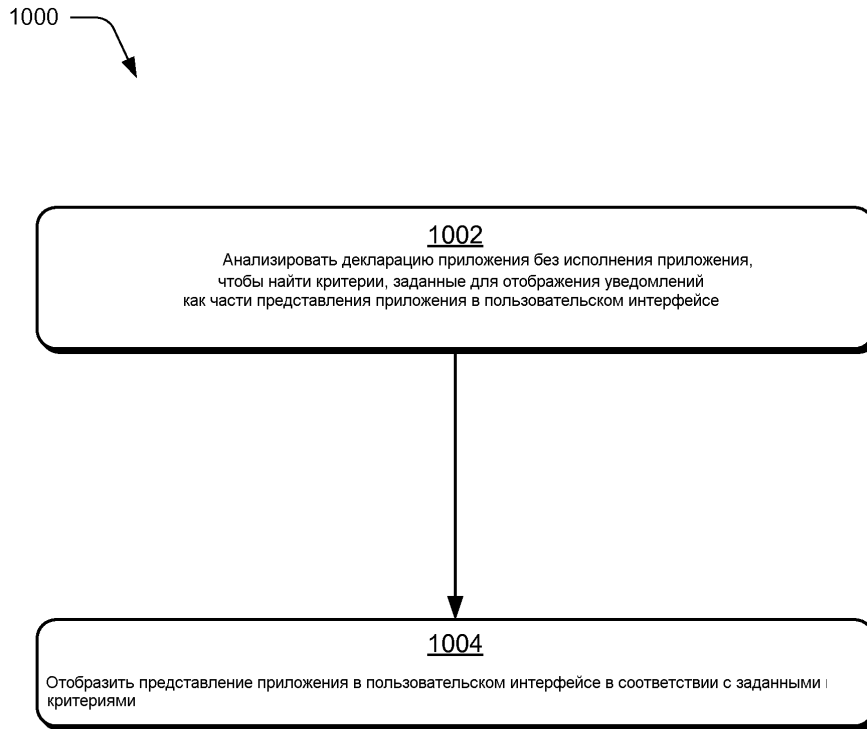 1000
1002
Анализировать декларацию приложения без исполнения приложения,
чтобы найти критерии, заданные для отображения уведомлений
как части представления приложения в пользовательском интерфейсе
1004
Отобразить представление приложения в пользовательском интерфейсе в соответствии с заданными
критериями